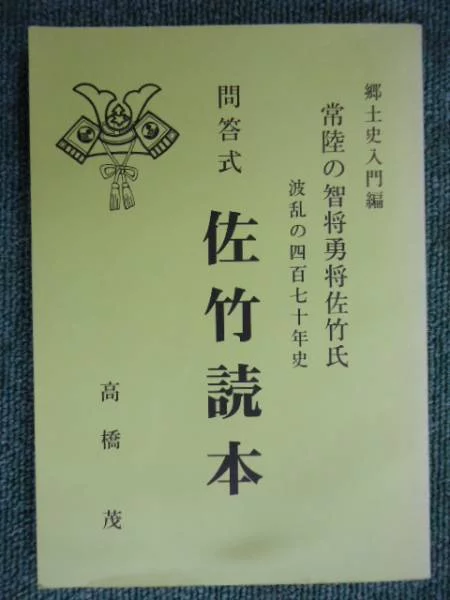 郷土史入門編
常陸の智将勇将佐竹氏
波乱の四百七十年史
問答式
佐竹読本
高橋茂